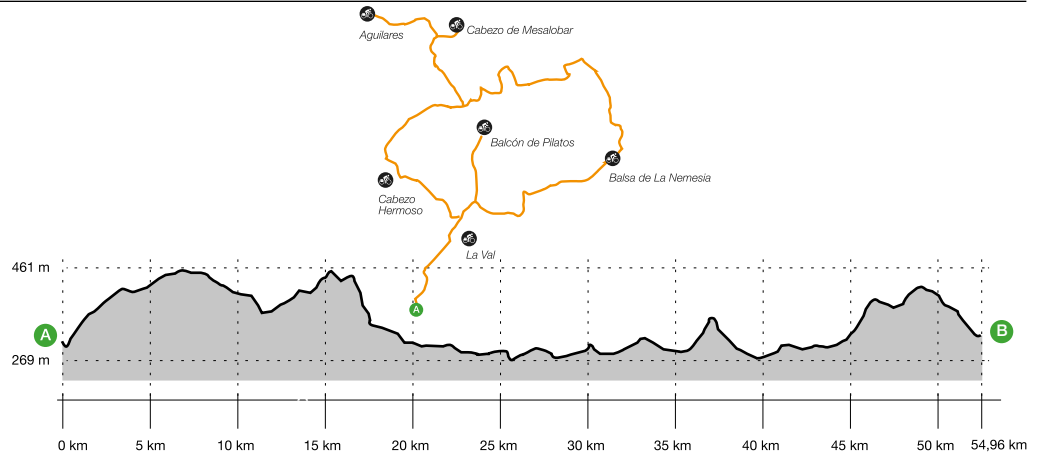 Aguilares
Cabezo de Mesalobar
Balcón de Pilatos
Balsa de La Nemesia
Cabezo
Hermoso
La Val
A
461 m
A
B
269 m
0 km 5 km 10 km 15 km 20 km 25 km 30 km 35 km 40 km 45 km 50 km 54,96 km